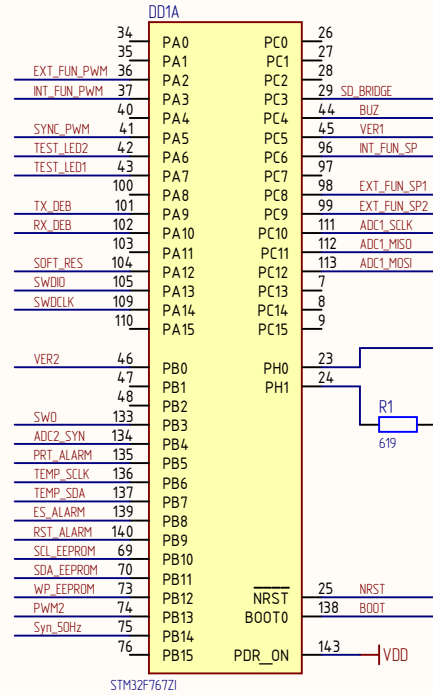 DD1A
34 PA0 PC0 26
35 PA1 PC1 27
EXT_FUN_PWM 36 PA2 PC2 28
INT_FUN_PWM 37 PA3 PC3 29 SD_BRIDGE
40 PA4 PC4 44 BUZ
SYNC_PWM 41 PA5 PC5 45 VER1
TEST_LED2 42 PA6 PC6 96 INT_FUN_SP
TEST_LED1 43 PA7 PC7 97
100 PA8 PC8 98 EXT_FUN_SP1
TX_DEB 101 PA9 PC9 99 EXT_FUN_SP2
RX_DEB 102 PA10 PC10 111 ADC1_SCLK
103 PA11 PC11 112 ADC1_MISO
SOFT_RES 104 PA12 PC12 113 ADC1_MOSI
SWDIO 105 PA13 PC13 7
SWDCLK 109 PA14 PC14 8
110 PA15 PC15 9
VER2 46 PB0 PH0 23
47 PB1 PH1 24
48 PB2 R1
SWO 133 PB3 619
ADC2_SYN 134 PB4
PRT_ALARM 135 PB5
TEMP_SCLK 136 PB6
TEMP_SDA 137 PB7
ES_ALARM 139 PB8
RST_ALARM 140 PB9
SCL_EEPROM 69 PB10
SDA_EEPROM 70 PB11
WP_EEPROM 73 PB12 NRST 25 NRST
PWM2 74 PB13 BOOT0 138 BOOT
Syn_50Hz 75 PB14
76 PB15 PDR_ON 143 VDD
STM32F767ZI